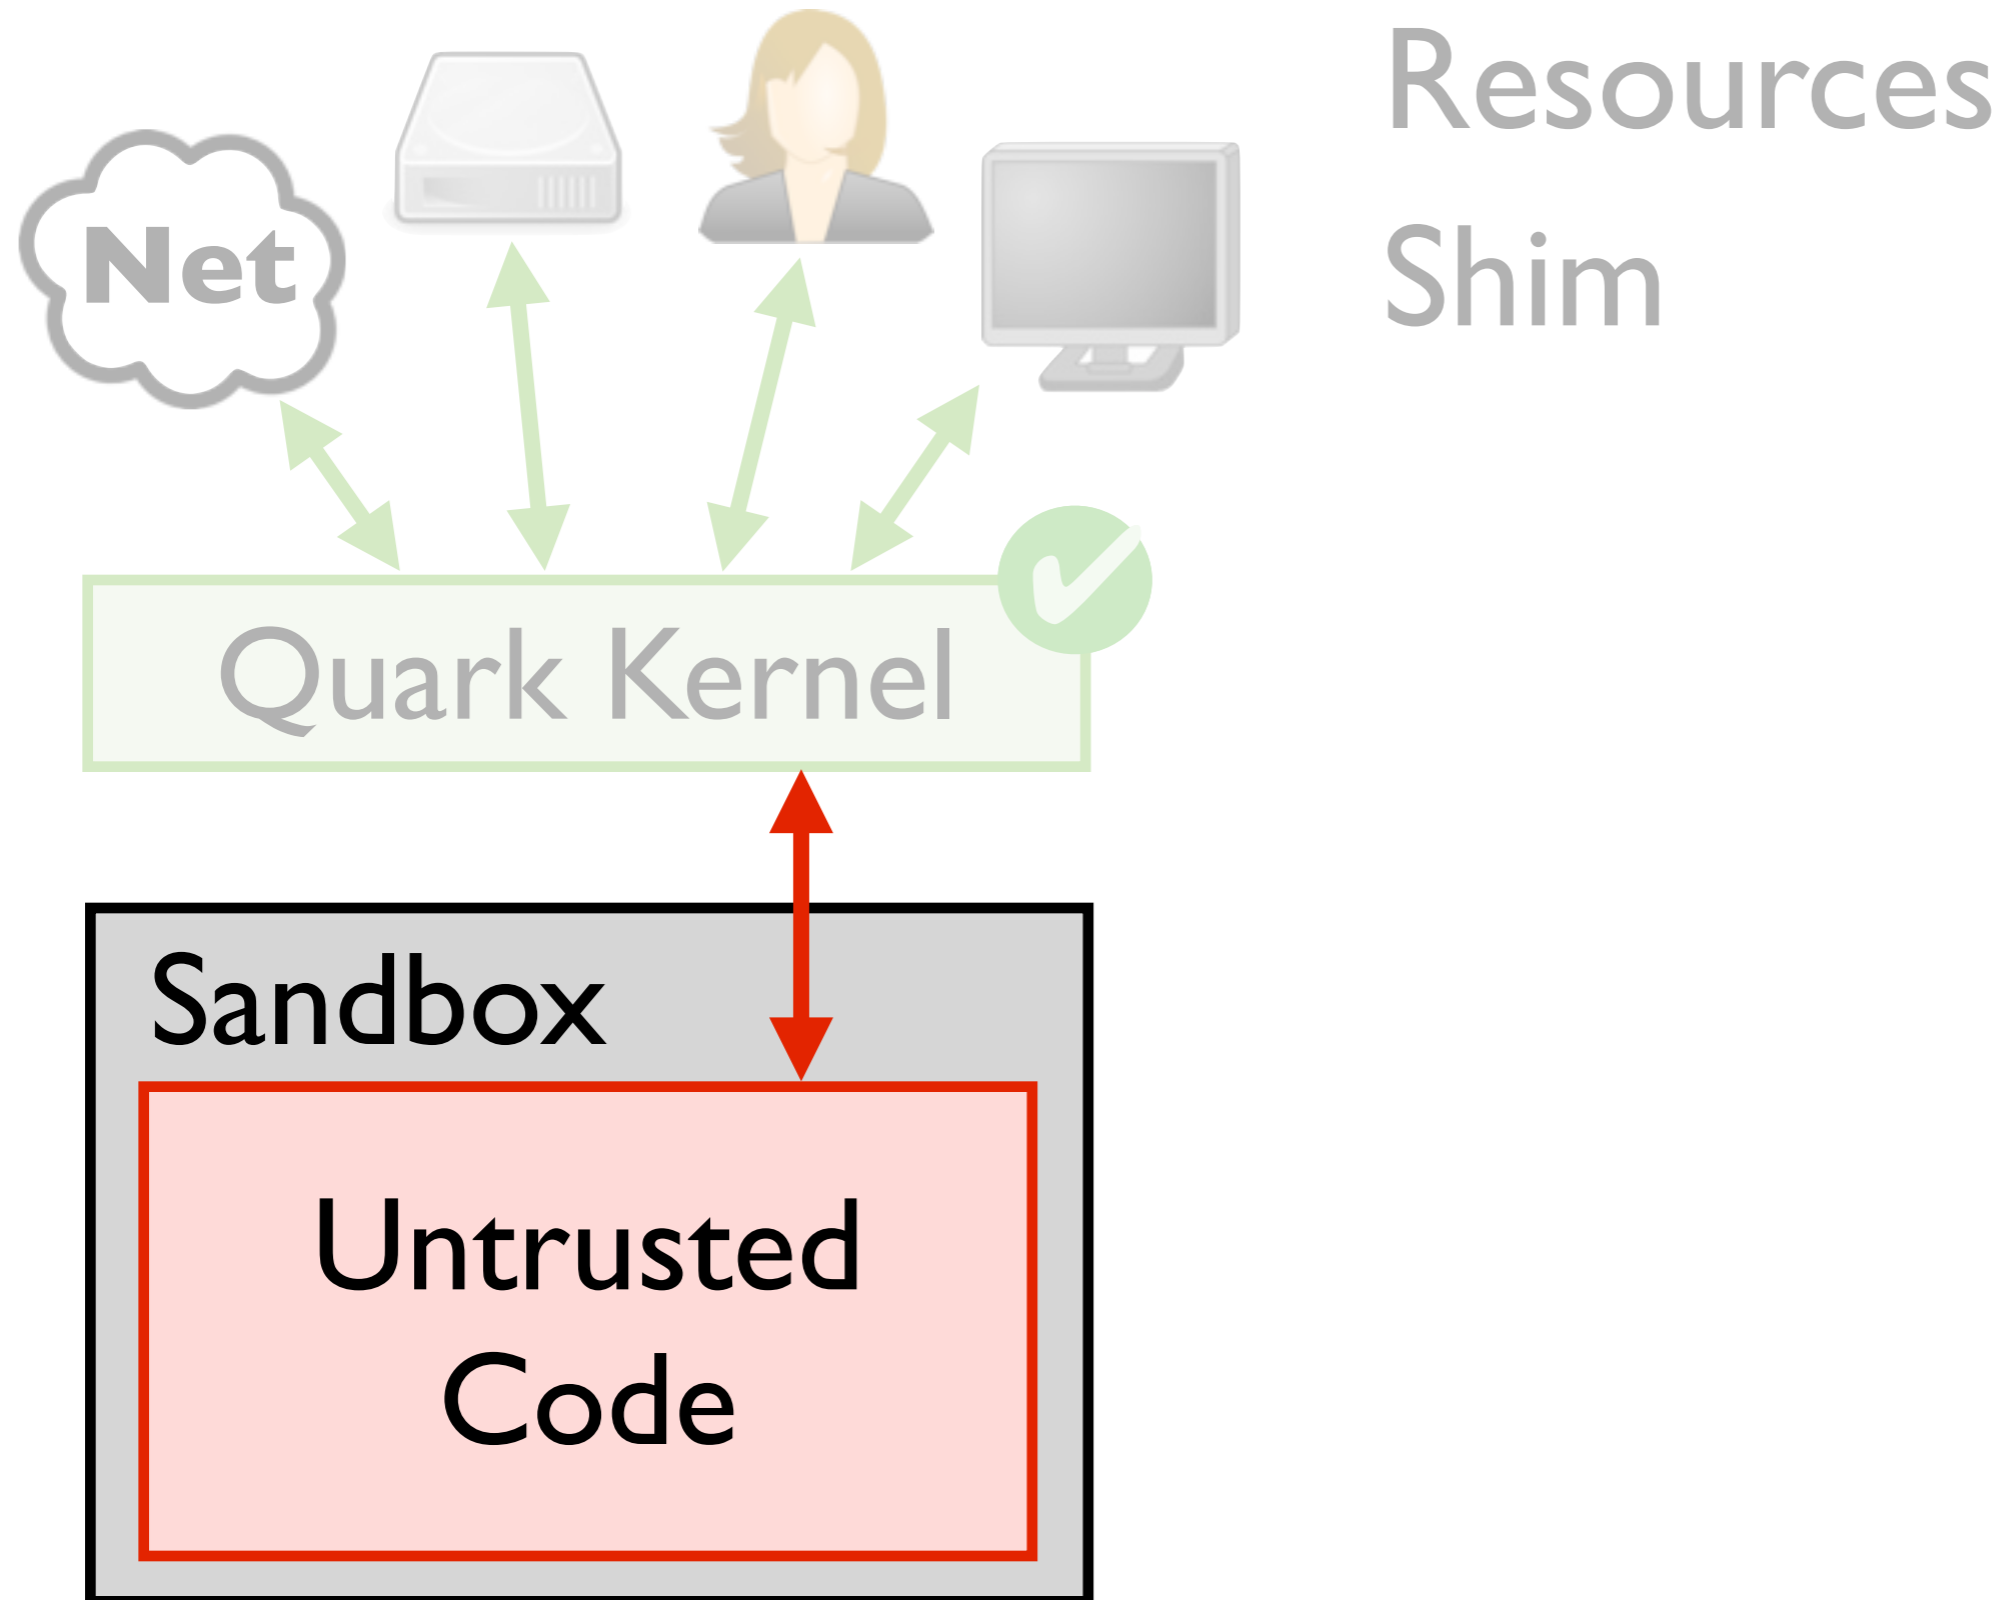 Resources
Net
Shim
Quark Kernel
Sandbox
Untrusted
Code